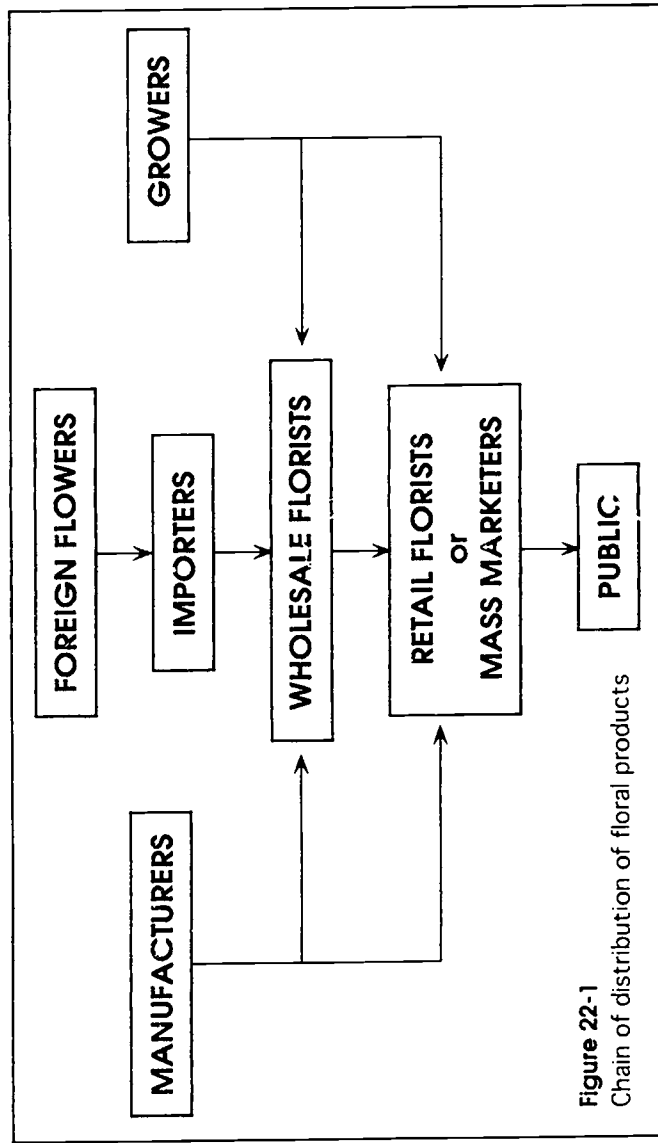 FOREIGN FLOWERS
MANUFACTURERS
IMPORTERS
GROWERS
WHOLESALE FLORISTS
RETAIL FLORISTS
or
MASS MARKETERS
PUBLIC
Figure 22-1
Chain of distribution of floral products